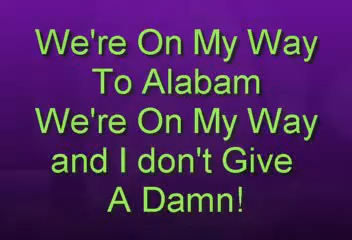 We're On My Way
To Alabam
We're On My Way
and I don't Give
A Damn!